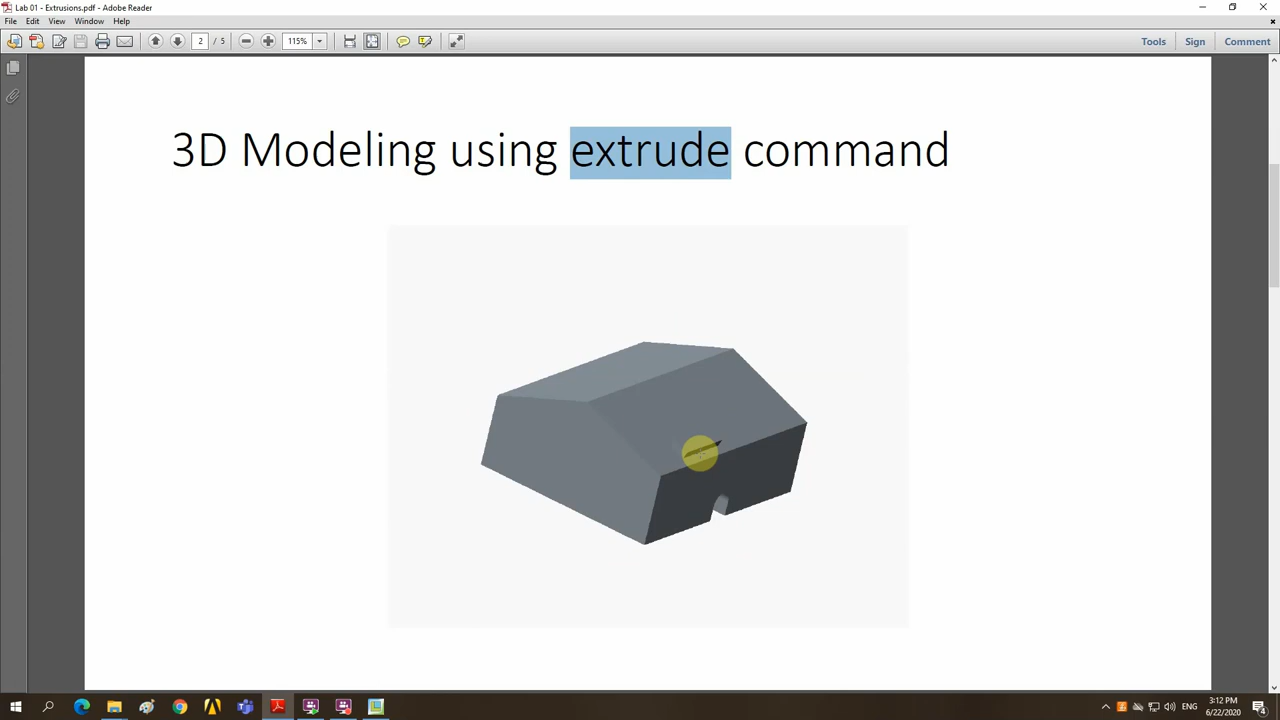 Lab 01 - Extrusions.pdf - Adobe Reader
File Edit View Window Help
2 / 5 115% Tools Sign Comment
3D Modeling using extrude command
3:12 PM
6/22/2020
4